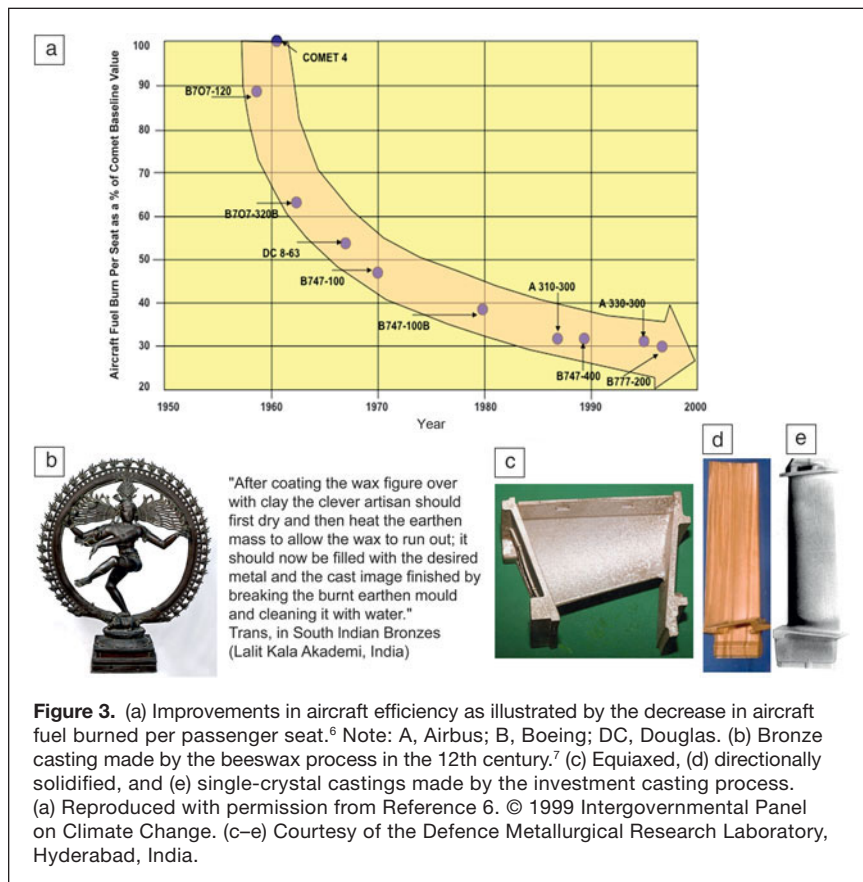 a
Aircraft Fuel Burn Per Seat as a % of Comet Baseline Value
100
90
80
70
60
50
40
30
20
COMET 4
B7O7-120
B7O7-320B
DC 8-63
B747-100
B747-100B
A 310-300
A 330-300
B747-400
B777-200
1950
1960
1970
1980
1990
2000
Year
b
"After coating the wax figure over
with clay the clever artisan should
first dry and then heat the earthen
mass to allow the wax to run out; it
should now be filled with the desired
metal and the cast image finished by
breaking the burnt earthen mould
and cleaning it with water."
Trans, in South Indian Bronzes
(Lalit Kala Akademi, India)
c
d
e
Figure 3. (a) Improvements in aircraft efficiency as illustrated by the decrease in aircraft
fuel burned per passenger seat.6 Note: A, Airbus; B, Boeing; DC, Douglas. (b) Bronze
casting made by the beeswax process in the 12th century.7 (c) Equiaxed, (d) directionally
solidified, and (e) single-crystal castings made by the investment casting process.
(a) Reproduced with permission from Reference 6. © 1999 Intergovernmental Panel
on Climate Change. (c–e) Courtesy of the Defence Metallurgical Research Laboratory,
Hyderabad, India.